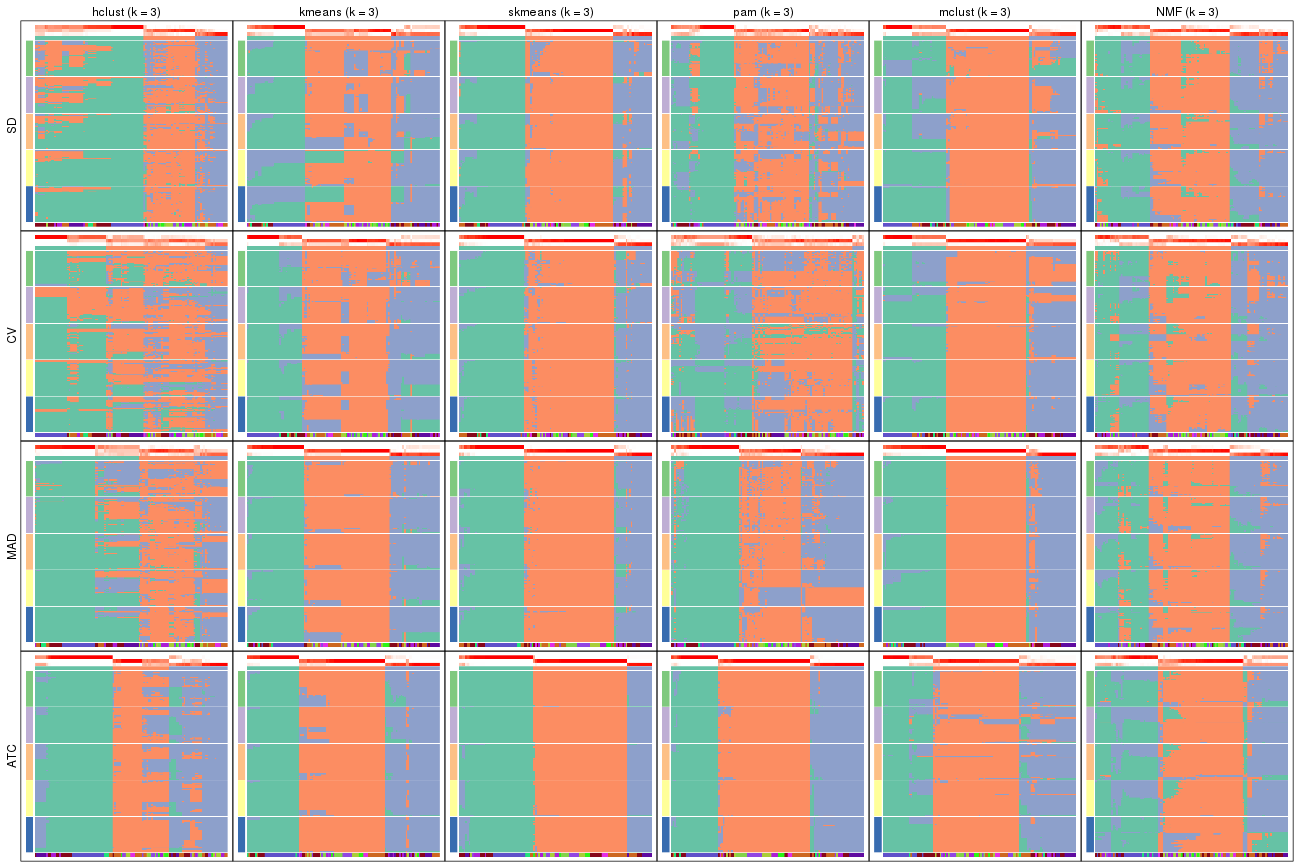 hclust (k = 3) kmeans (k = 3) skmeans (k = 3) pam (k = 3) mclust (k = 3) NMF (k = 3)
SD
CV
MAD
ATC